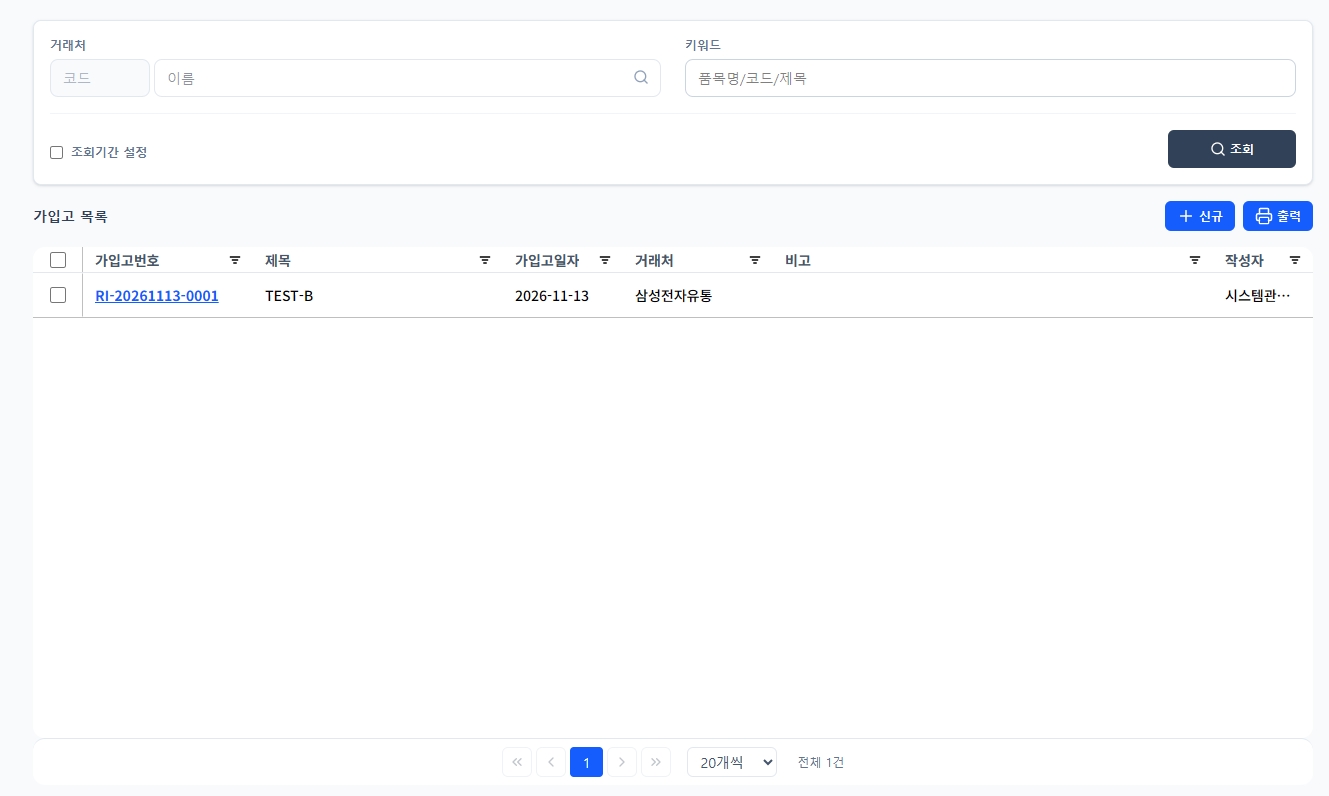 거래처 키워드
코드 이름 품목명/코드/제목
조회기간 설정 조회
가입고 목록 신규 출력
가입고번호 제목 가입고일자 거래처 비고 작성자
RI-20261113-0001 TEST-B 2026-11-13 삼성전자유통 시스템관…
« ‹ 1 › » 20개씩 전체 1건